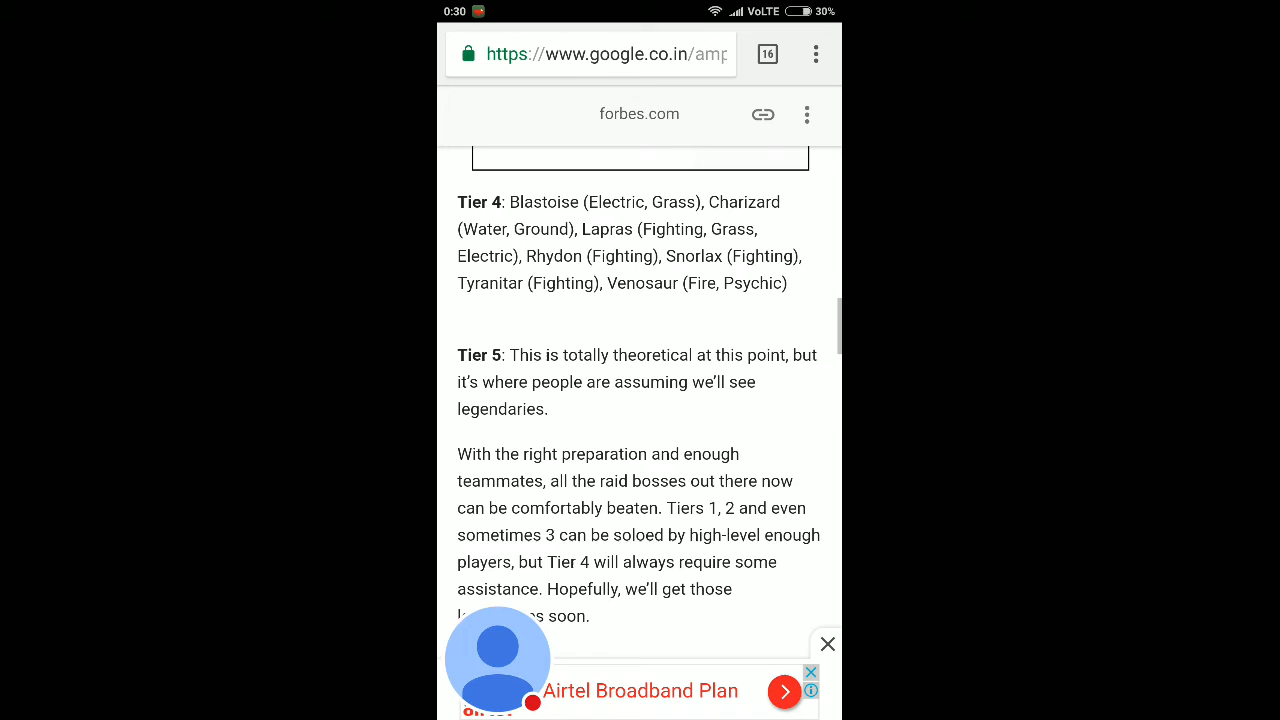 0:30 VoLTE 30%
https://www.google.co.in/amp 16
forbes.com
Tier 4: Blastoise (Electric, Grass), Charizard
(Water, Ground), Lapras (Fighting, Grass,
Electric), Rhydon (Fighting), Snorlax (Fighting),
Tyranitar (Fighting), Venosaur (Fire, Psychic)
Tier 5: This is totally theoretical at this point, but
it's where people are assuming we'll see
legendaries.
With the right preparation and enough
teammates, all the raid bosses out there now
can be comfortably beaten. Tiers 1, 2 and even
sometimes 3 can be soloed by high-level enough
players, but Tier 4 will always require some
assistance. Hopefully, we'll get those
soon.
Airtel Broadband Plan